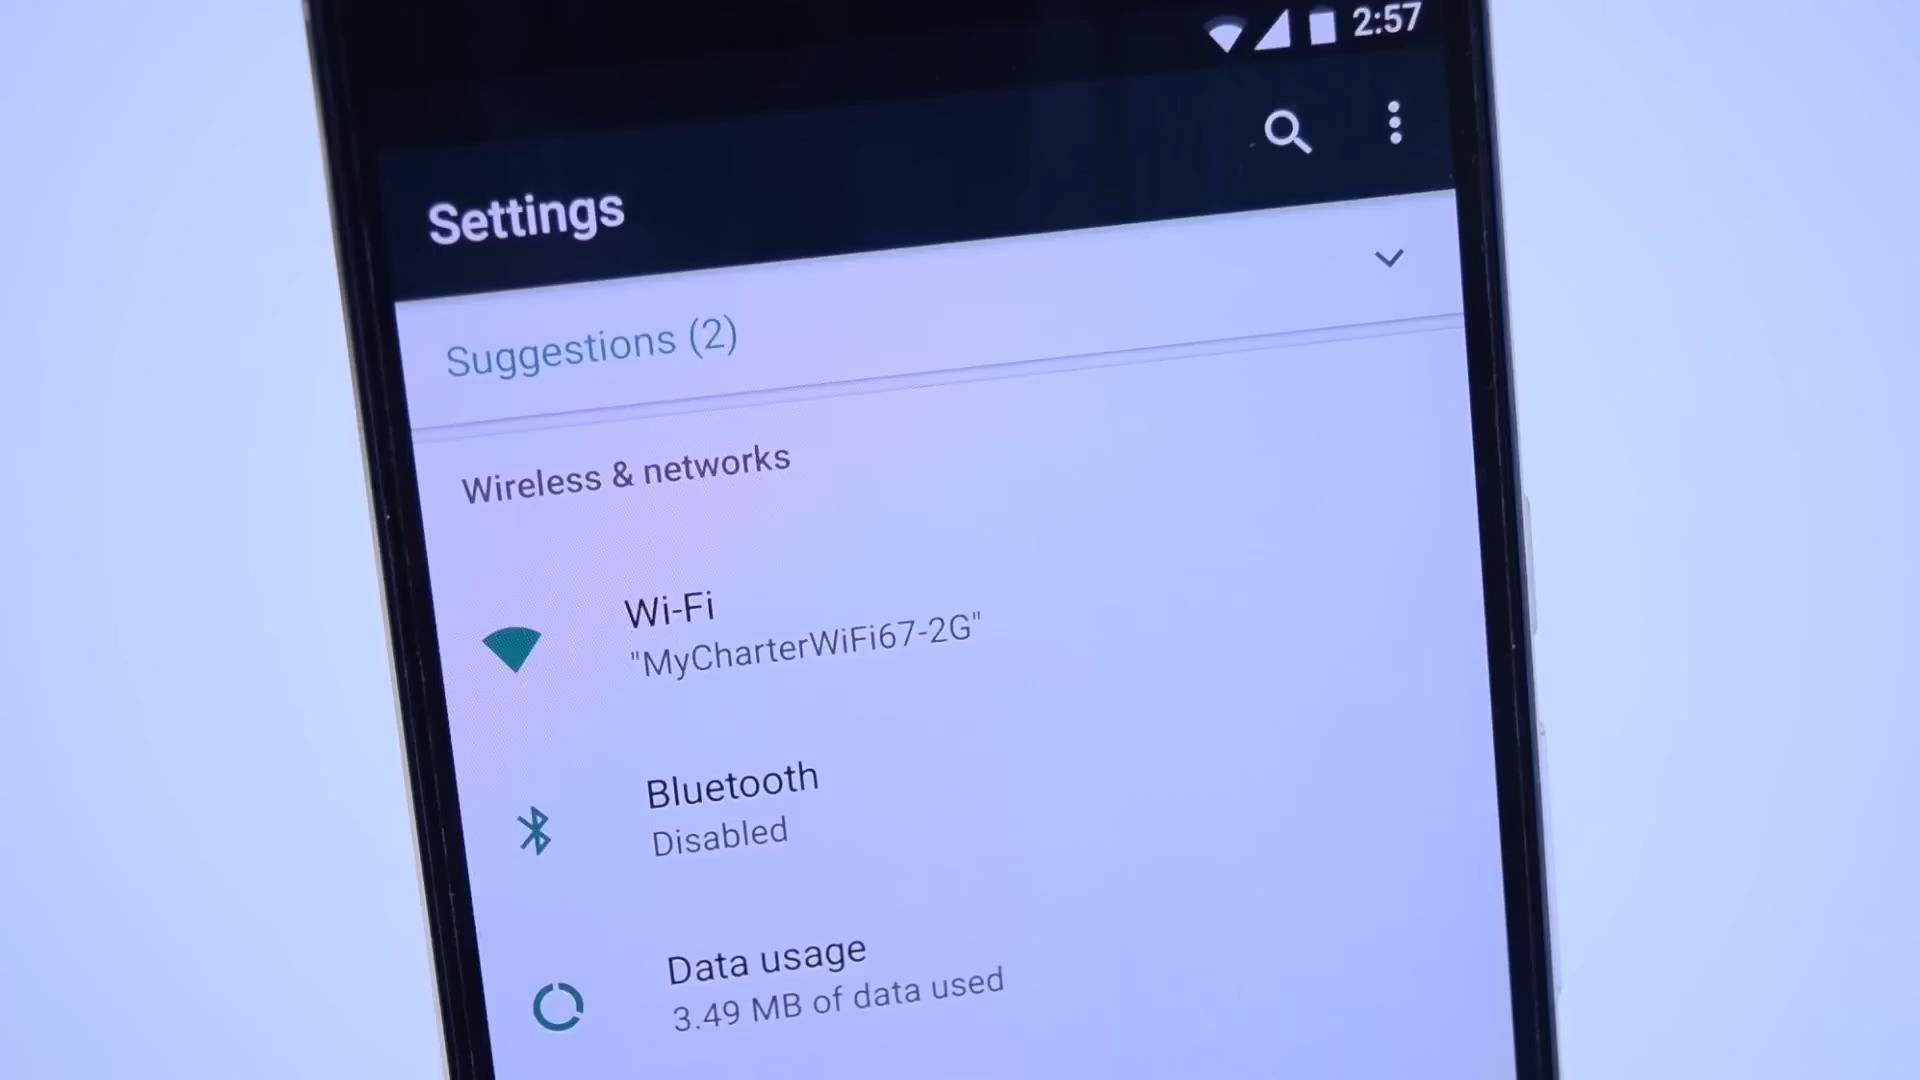 2:57
Settings
Suggestions (2)
Wireless & networks
Wi-Fi
"MyCharterWiFi67-2G"
Bluetooth
Disabled
Data usage
3.49 MB of data used